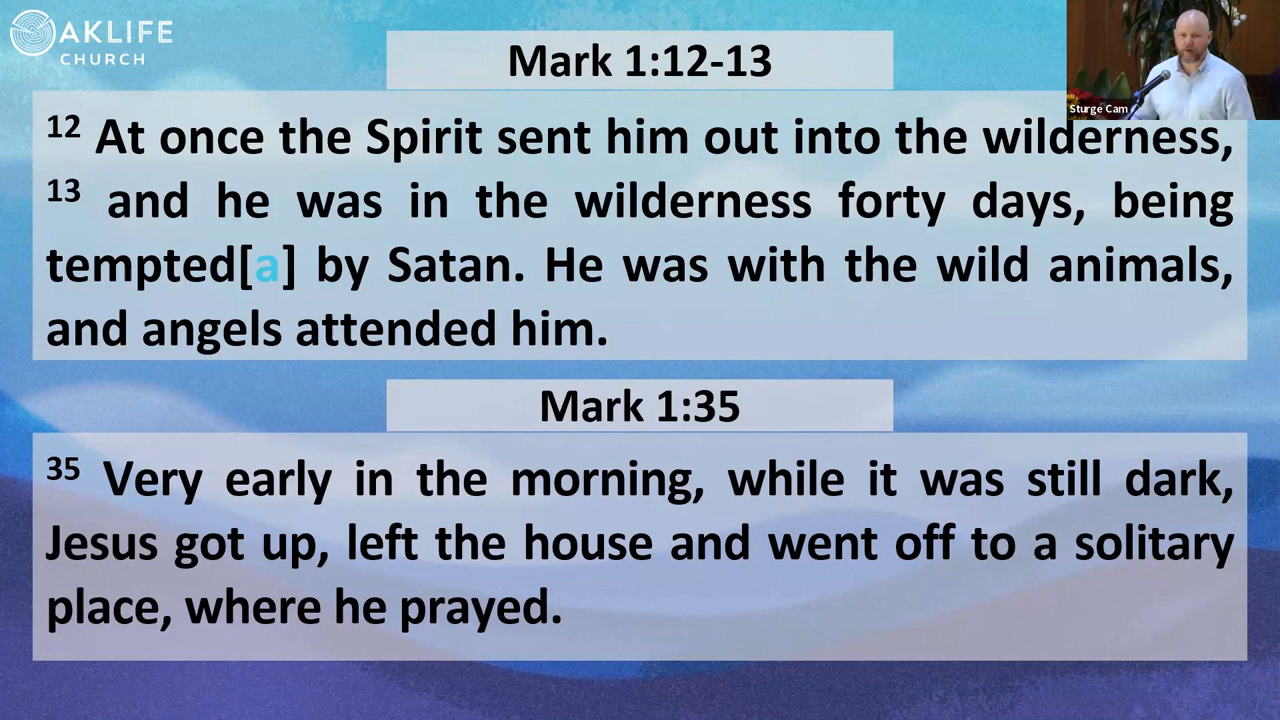 AKLIFE
CHURCH
Mark 1:12-13
Sturge Cam
12 At once the Spirit sent him out into the wilderness,
13 and he was in the wilderness forty days, being
tempted[a] by Satan. He was with the wild animals,
and angels attended him.
Mark 1:35
35 Very early in the morning, while it was still dark,
Jesus got up, left the house and went off to a solitary
place, where he prayed.